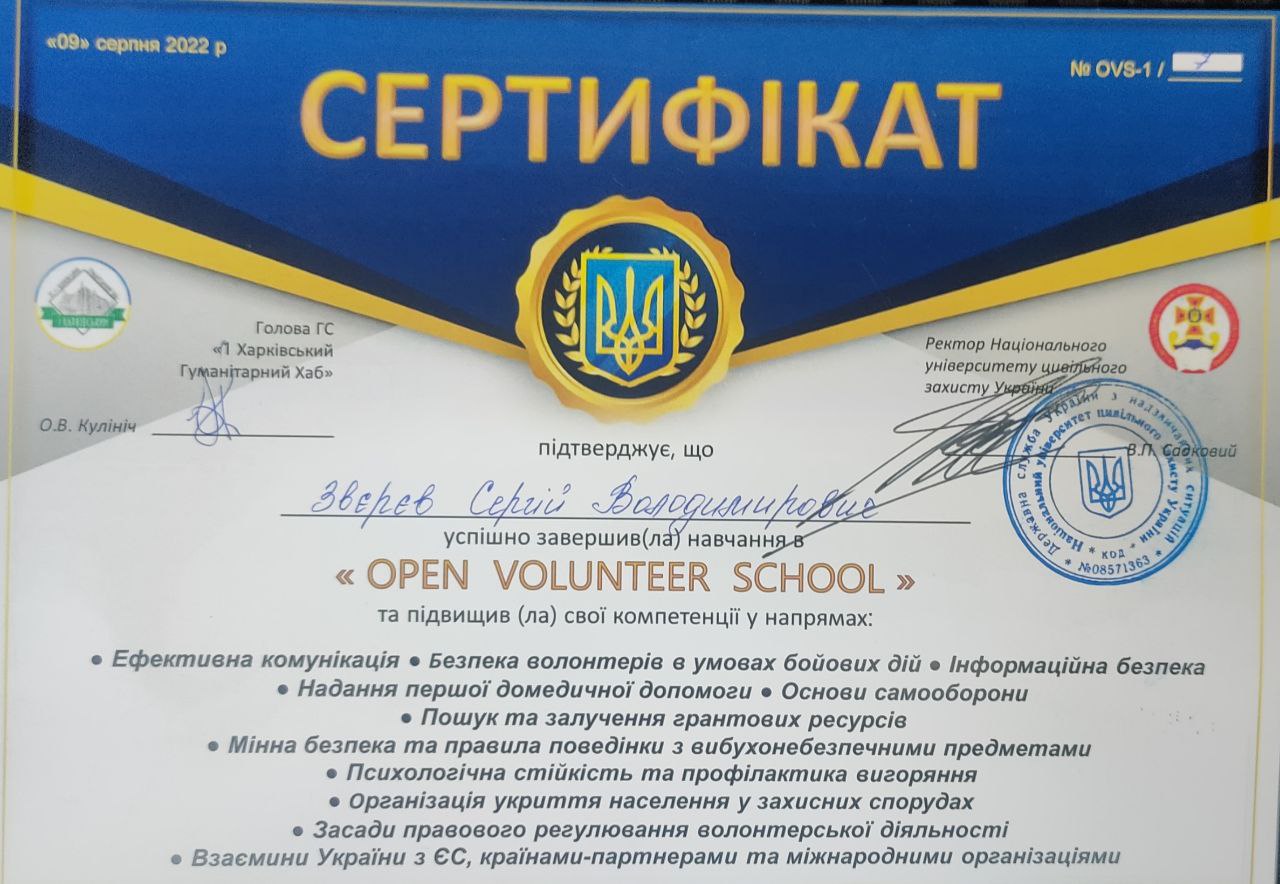 «09» серпня 2022 р
№ OVS-1 / 7
СЕРТИФІКАТ
Голова ГС
«1 Харківський
Гуманітарний Хаб»
О.В. Кулініч
Ректор Національного
університету цивільного
захисту України
В.П. Садковий
Державна служба України з надзвичайних ситуацій
Національний університет цивільного захисту України
* код *
* №08571363 *
підтверджує, що
Звєрєв Сергій Володимирович
успішно завершив(ла) навчання в
« OPEN VOLUNTEER SCHOOL »
та підвищив (ла) свої компетенції у напрямах:
● Ефективна комунікація ● Безпека волонтерів в умовах бойових дій ● Інформаційна безпека
● Надання першої домедичної допомоги ● Основи самооборони
● Пошук та залучення грантових ресурсів
● Мінна безпека та правила поведінки з вибухонебезпечними предметами
● Психологічна стійкість та профілактика вигоряння
● Організація укриття населення у захисних спорудах
● Засади правового регулювання волонтерської діяльності
● Взаємини України з ЄС, країнами-партнерами та міжнародними організаціями